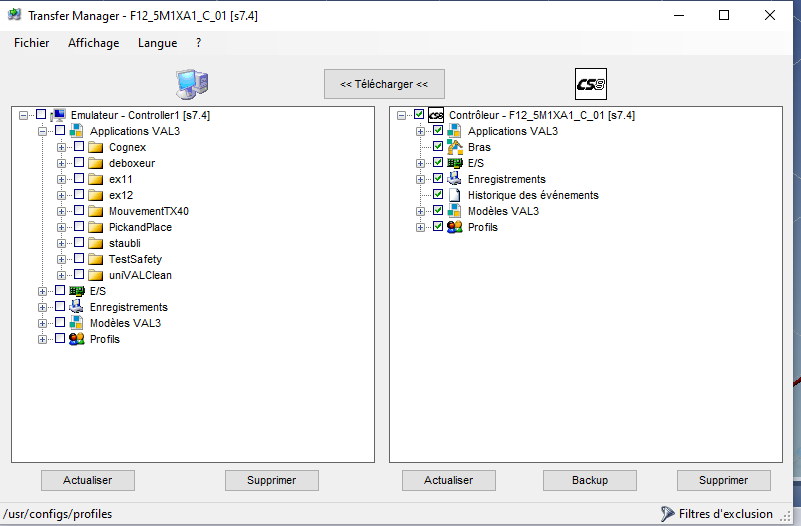 Transfer Manager - F12_5M1XA1_C_01 [s7.4]
Fichier Affichage Langue ?
<< Télécharger <<
CS8
Emulateur - Controller1 [s7.4]
Applications VAL3
Cognex
deboxeur
ex11
ex12
MouvementTX40
PickandPlace
staubli
TestSafety
uniVALClean
E/S
Enregistrements
Modèles VAL3
Profils
CS8 Contrôleur - F12_5M1XA1_C_01 [s7.4]
Applications VAL3
Bras
E/S
Enregistrements
Historique des événements
Modèles VAL3
Profils
Actualiser Supprimer Actualiser Backup Supprimer
/usr/configs/profiles Filtres d'exclusion